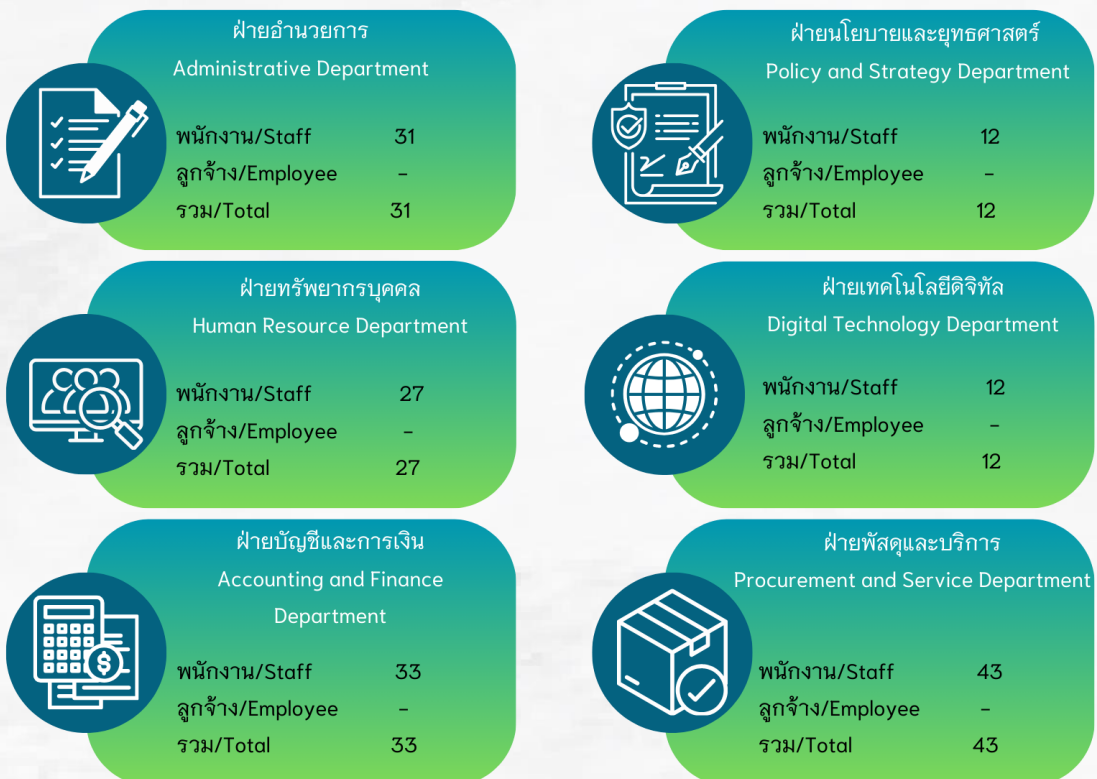 ฝ่ายอำนวยการ
Administrative Department
พนักงาน/Staff 31
ลูกจ้าง/Employee -
รวม/Total 31
ฝ่ายนโยบายและยุทธศาสตร์
Policy and Strategy Department
พนักงาน/Staff 12
ลูกจ้าง/Employee -
รวม/Total 12
ฝ่ายทรัพยากรบุคคล
Human Resource Department
พนักงาน/Staff 27
ลูกจ้าง/Employee -
รวม/Total 27
ฝ่ายเทคโนโลยีดิจิทัล
Digital Technology Department
พนักงาน/Staff 12
ลูกจ้าง/Employee -
รวม/Total 12
ฝ่ายบัญชีและการเงิน
Accounting and Finance
Department
พนักงาน/Staff 33
ลูกจ้าง/Employee -
รวม/Total 33
ฝ่ายพัสดุและบริการ
Procurement and Service Department
พนักงาน/Staff 43
ลูกจ้าง/Employee -
รวม/Total 43